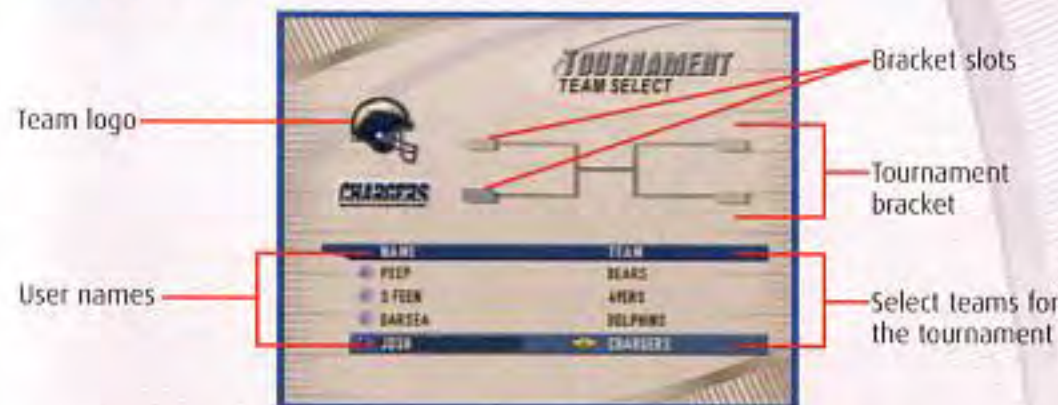 TOURNAMENT
TEAM SELECT
Bracket slots
Team logo
CHARGERS
Tournament
bracket
NAME TEAM
PEEP BEARS
S FEEN 49ERS
DARSEA DOLPHINS
JOSH CHARGERS
User names
Select teams for
the tournament